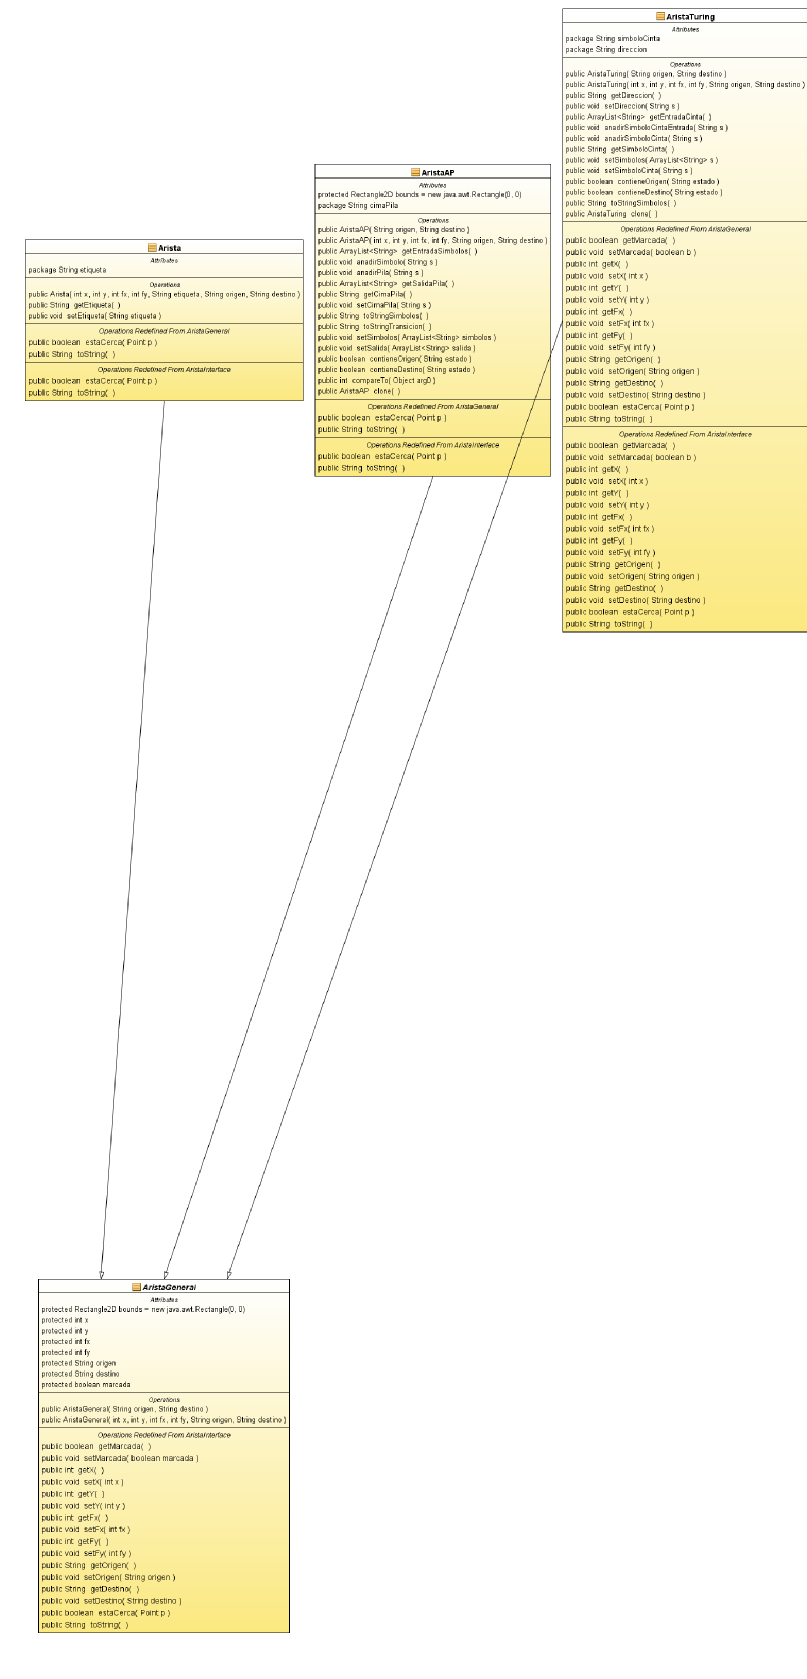 AristaTuring
Attributes
package String simboloCinta
package String direccion
Operations
public AristaTuring( String origen, String destino )
public AristaTuring( int x, int y, int fx, int fy, String origen, String destino )
public String getDireccion( )
public void setDireccion( String s )
public ArrayList<String> getEntradaCinta( )
public void anadirSimboloCintaEntrada( String s )
public void anadirSimboloCinta( String s )
public String getSimboloCinta( )
public void setSimbolos( ArrayList<String> s )
public void setSimboloCinta( String s )
public boolean contieneOrigen( String estado )
public boolean contieneDestino( String estado )
public String toStringSimbolos( )
public AristaTuring clone( )
Operations Redefined From AristaGeneral
public boolean getMarcada( )
public void setMarcada( boolean b )
public int getX( )
public void setX( int x )
public int getY( )
public void setY( int y )
public int getFx( )
public void setFx( int fx )
public int getFy( )
public void setFy( int fy )
public String getOrigen( )
public void setOrigen( String origen )
public String getDestino( )
public void setDestino( String destino )
public boolean estaCerca( Point p )
public String toString( )
Operations Redefined From AristaInterface
public boolean getMarcada( )
public void setMarcada( boolean b )
public int getX( )
public void setX( int x )
public int getY( )
public void setY( int y )
public int getFx( )
public void setFx( int fx )
public int getFy( )
public void setFy( int fy )
public String getOrigen( )
public void setOrigen( String origen )
public String getDestino( )
public void setDestino( String destino )
public boolean estaCerca( Point p )
public String toString( )
AristaAP
Attributes
protected Rectangle2D bounds = new java.awt.Rectangle(0, 0)
package String cimaPila
Operations
public AristaAP( String origen, String destino )
public AristaAP( int x, int y, int fx, int fy, String origen, String destino )
public ArrayList<String> getEntradaSimbolos( )
public void anadirSimbolo( String s )
public void anadirPila( String s )
public ArrayList<String> getSalidaPila( )
public String getCimaPila( )
public void setCimaPila( String s )
public String toStringSimbolos( )
public String toStringTransicion( )
public void setSimbolos( ArrayList<String> simbolos )
public void setSalida( ArrayList<String> salida )
public boolean contieneOrigen( String estado )
public boolean contieneDestino( String estado )
public int compareTo( Object arg0 )
public AristaAP clone( )
Operations Redefined From AristaGeneral
public boolean estaCerca( Point p )
public String toString( )
Operations Redefined From AristaInterface
public boolean estaCerca( Point p )
public String toString( )
Arista
Attributes
package String etiqueta
Operations
public Arista( int x, int y, int fx, int fy, String etiqueta, String origen, String destino )
public String getEtiqueta( )
public void setEtiqueta( String etiqueta )
Operations Redefined From AristaGeneral
public boolean estaCerca( Point p )
public String toString( )
Operations Redefined From AristaInterface
public boolean estaCerca( Point p )
public String toString( )
AristaGeneral
Attributes
protected Rectangle2D bounds = new java.awt.Rectangle(0, 0)
protected int x
protected int y
protected int fx
protected int fy
protected String origen
protected String destino
protected boolean marcada
Operations
public AristaGeneral( String origen, String destino )
public AristaGeneral( int x, int y, int fx, int fy, String origen, String destino )
Operations Redefined From AristaInterface
public boolean getMarcada( )
public void setMarcada( boolean marcada )
public int getX( )
public void setX( int x )
public int getY( )
public void setY( int y )
public int getFx( )
public void setFx( int fx )
public int getFy( )
public void setFy( int fy )
public String getOrigen( )
public void setOrigen( String origen )
public String getDestino( )
public void setDestino( String destino )
public boolean estaCerca( Point p )
public String toString( )